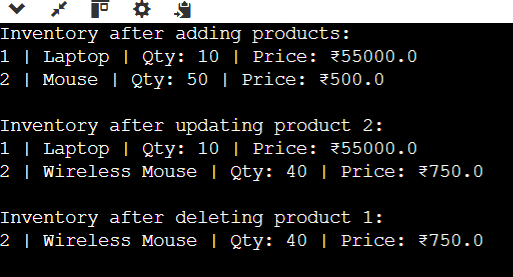 Inventory after adding products:
1 | Laptop | Qty: 10 | Price: ₹55000.0
2 | Mouse | Qty: 50 | Price: ₹500.0
Inventory after updating product 2:
1 | Laptop | Qty: 10 | Price: ₹55000.0
2 | Wireless Mouse | Qty: 40 | Price: ₹750.0
Inventory after deleting product 1:
2 | Wireless Mouse | Qty: 40 | Price: ₹750.0